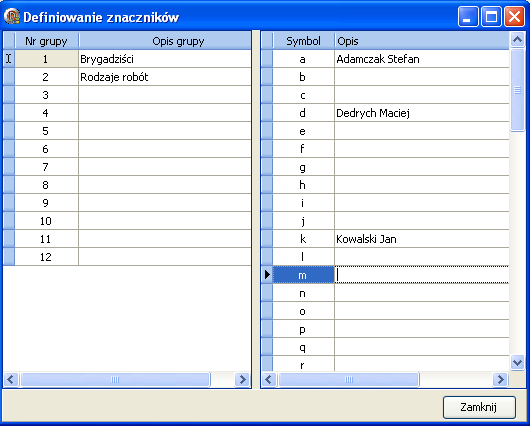 Definiowanie znaczników
Nr grupy Opis grupy
1 Brygadziści
2 Rodzaje robót
3
4
5
6
7
8
9
10
11
12
Symbol Opis
a Adamczak Stefan
b
c
d Dedrych Maciej
e
f
g
h
i
j
k Kowalski Jan
l
m
n
o
p
q
r
Zamknij